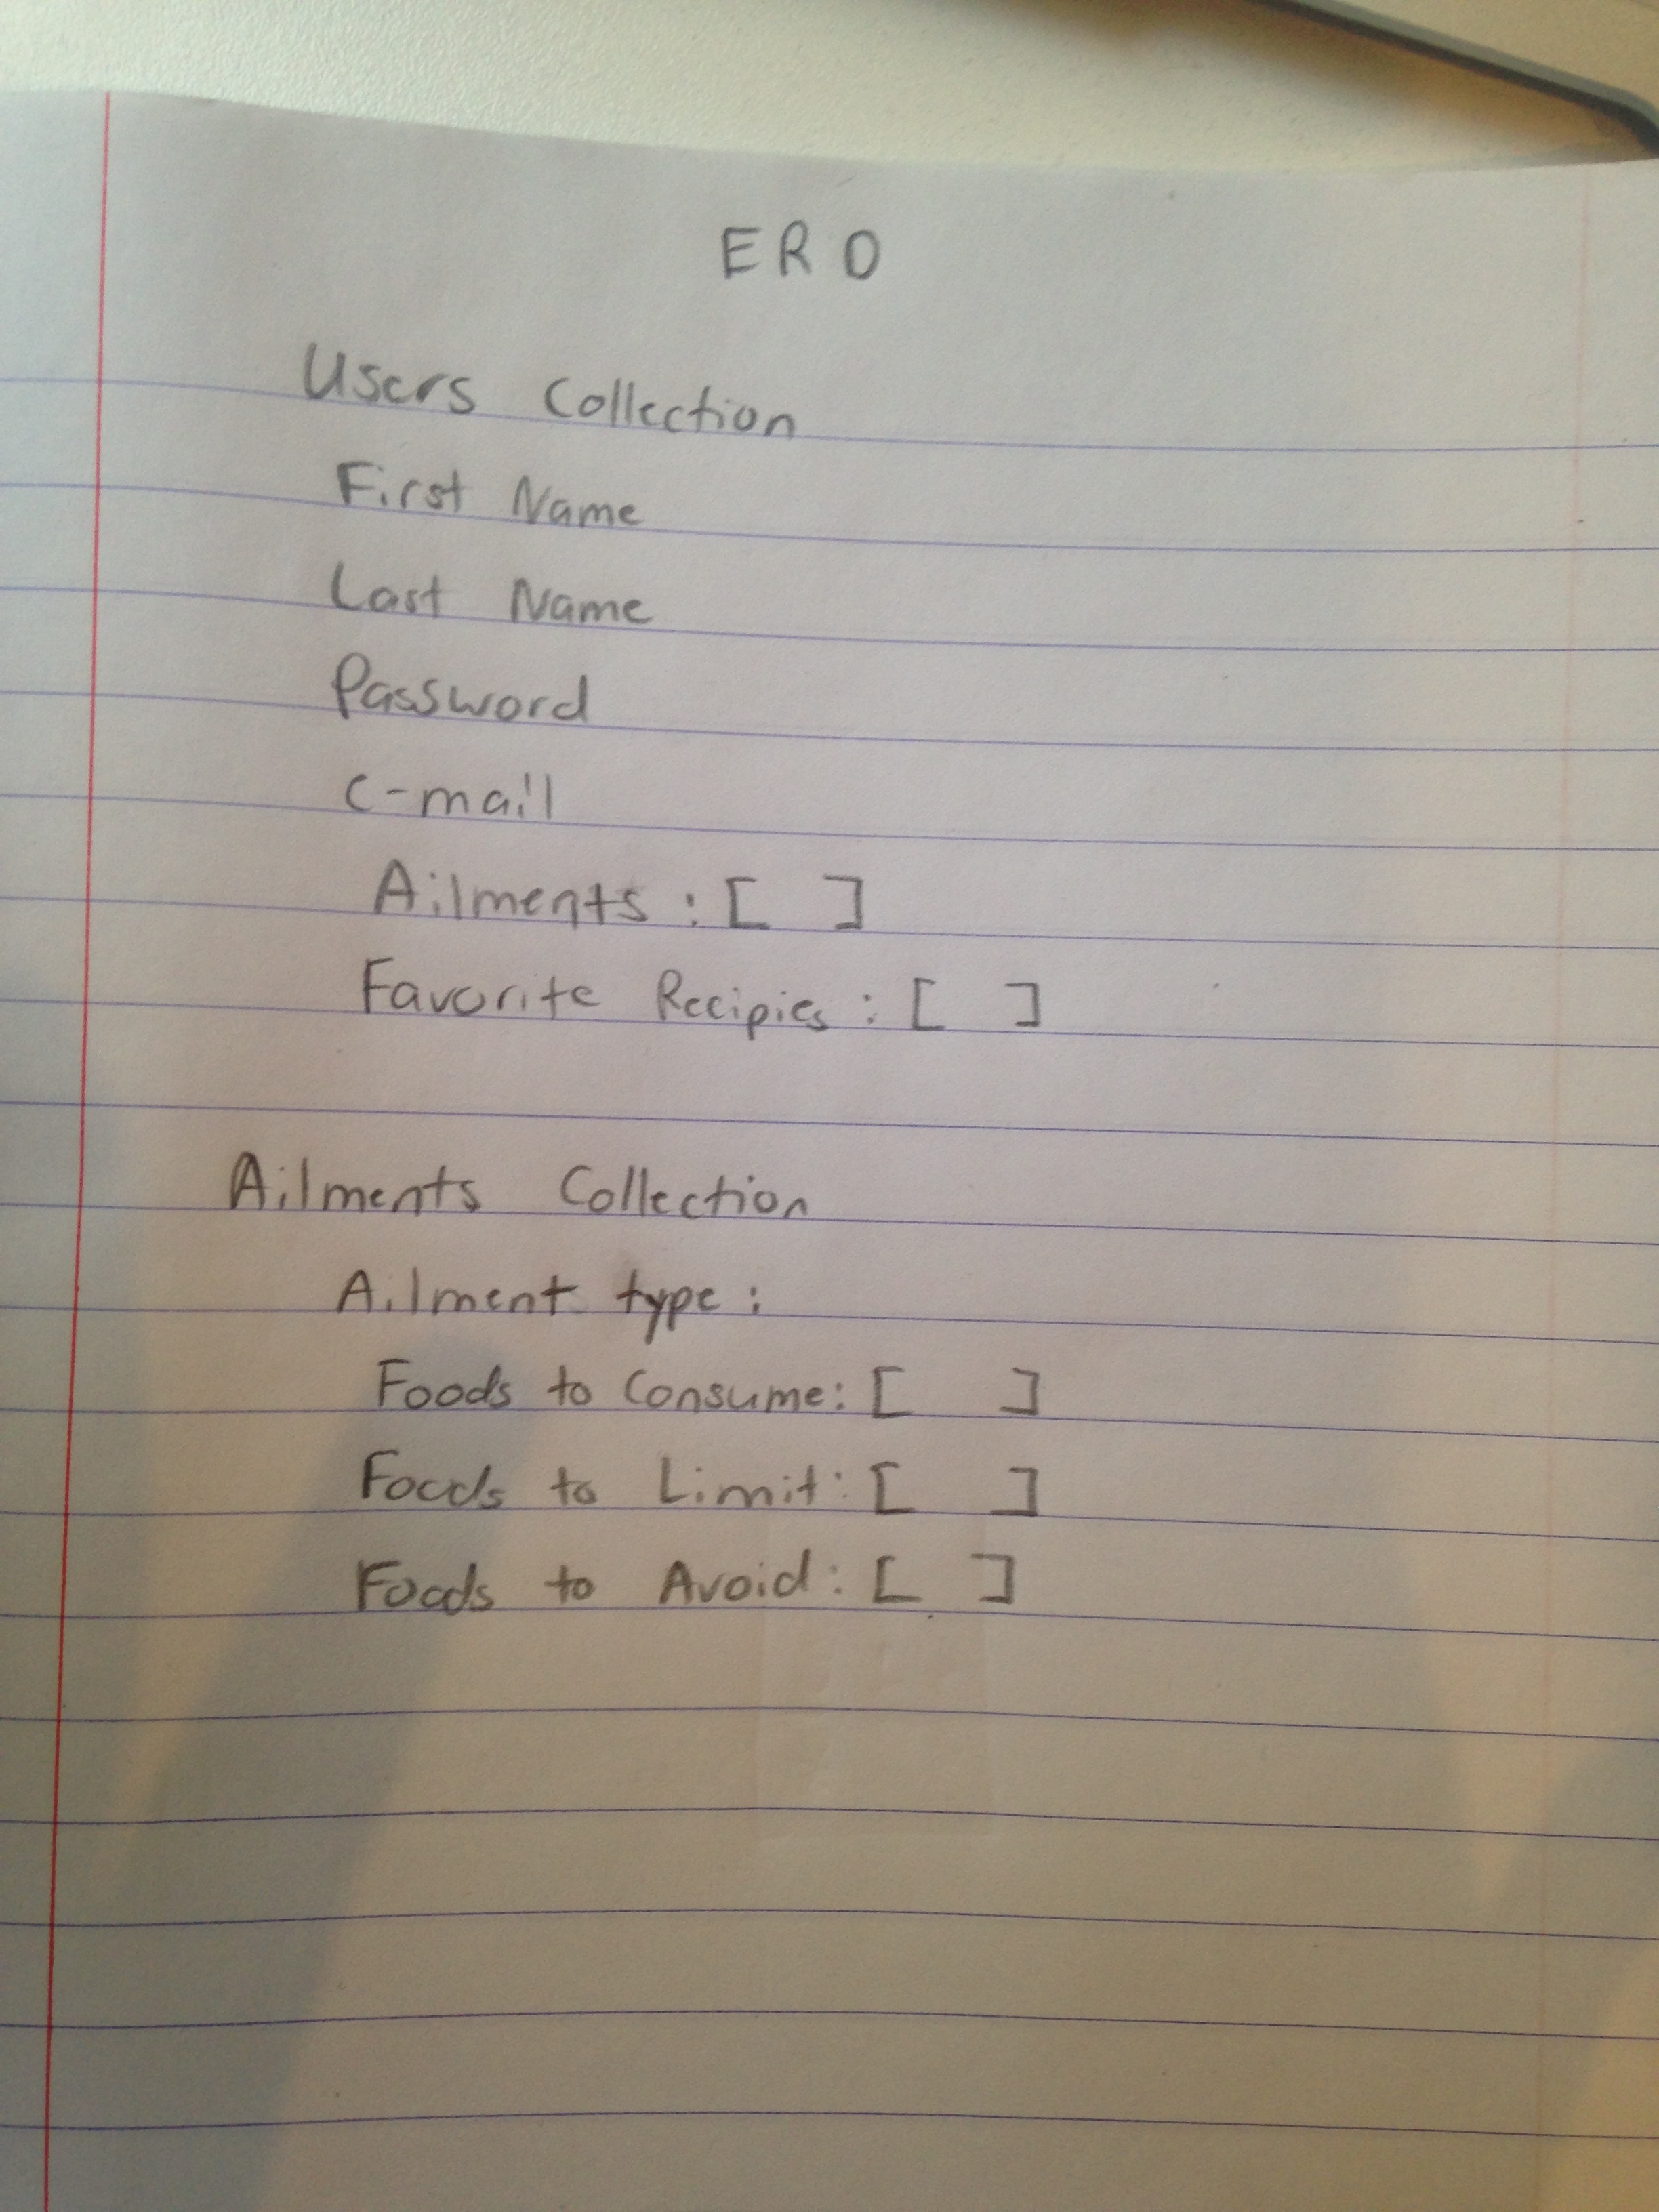 ERD
Users Collection
First Name
Last Name
Password
e-mail
Ailments : [ ]
Favorite Recipies : [ ]
Ailments Collection
Ailment type :
Foods to Consume: [ ]
Foods to Limit: [ ]
Foods to Avoid: [ ]